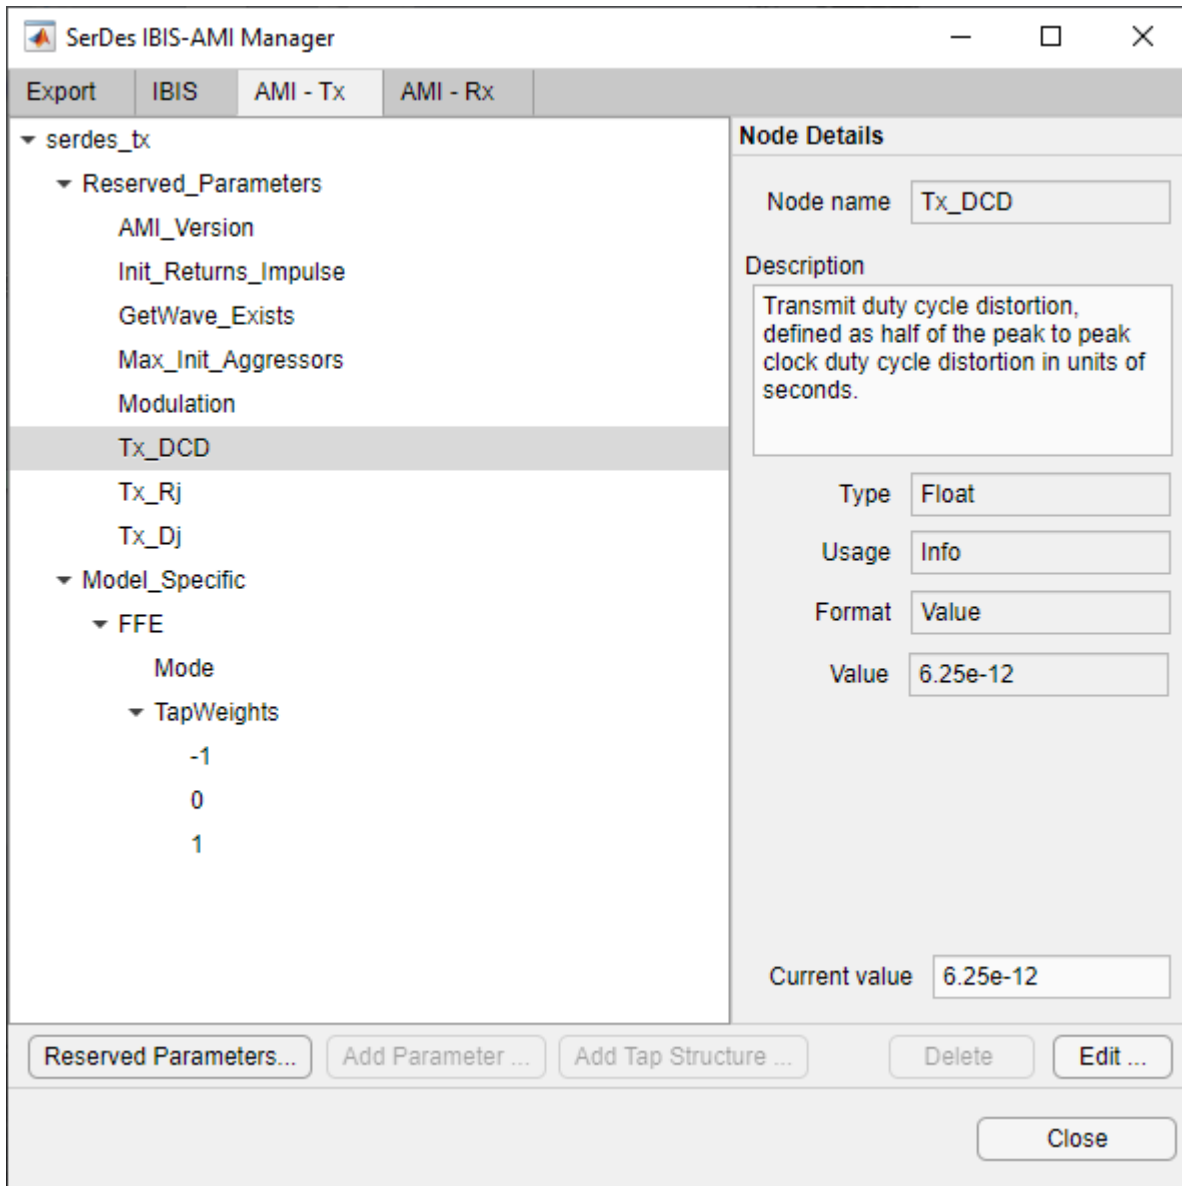 SerDes IBIS-AMI Manager
Export IBIS AMI - Tx AMI - Rx
serdes_tx
Reserved_Parameters
AMI_Version
Init_Returns_Impulse
GetWave_Exists
Max_Init_Aggressors
Modulation
Tx_DCD
Tx_Rj
Tx_Dj
Model_Specific
FFE
Mode
TapWeights
-1
0
1
Node Details
Node name Tx_DCD
Description
Transmit duty cycle distortion,
defined as half of the peak to peak
clock duty cycle distortion in units of
seconds.
Type Float
Usage Info
Format Value
Value 6.25e-12
Current value 6.25e-12
Reserved Parameters... Add Parameter ... Add Tap Structure ... Delete Edit ...
Close